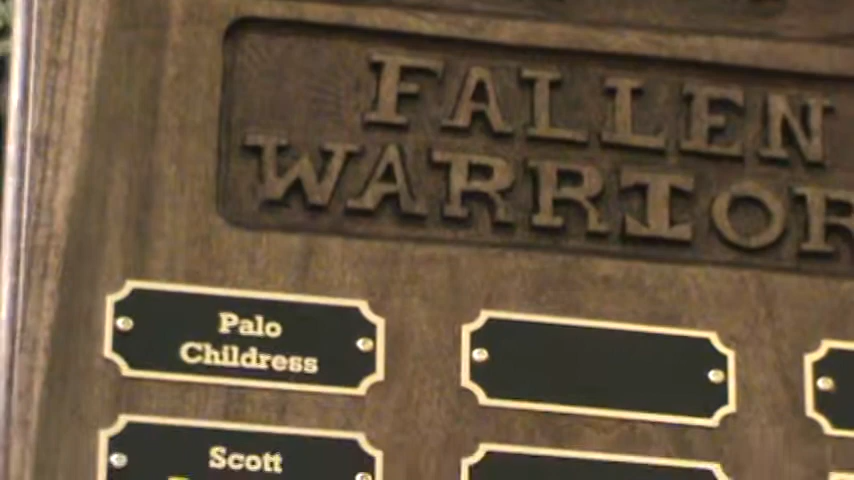 FALLEN
WARRIOR
Palo
Childress
Scott